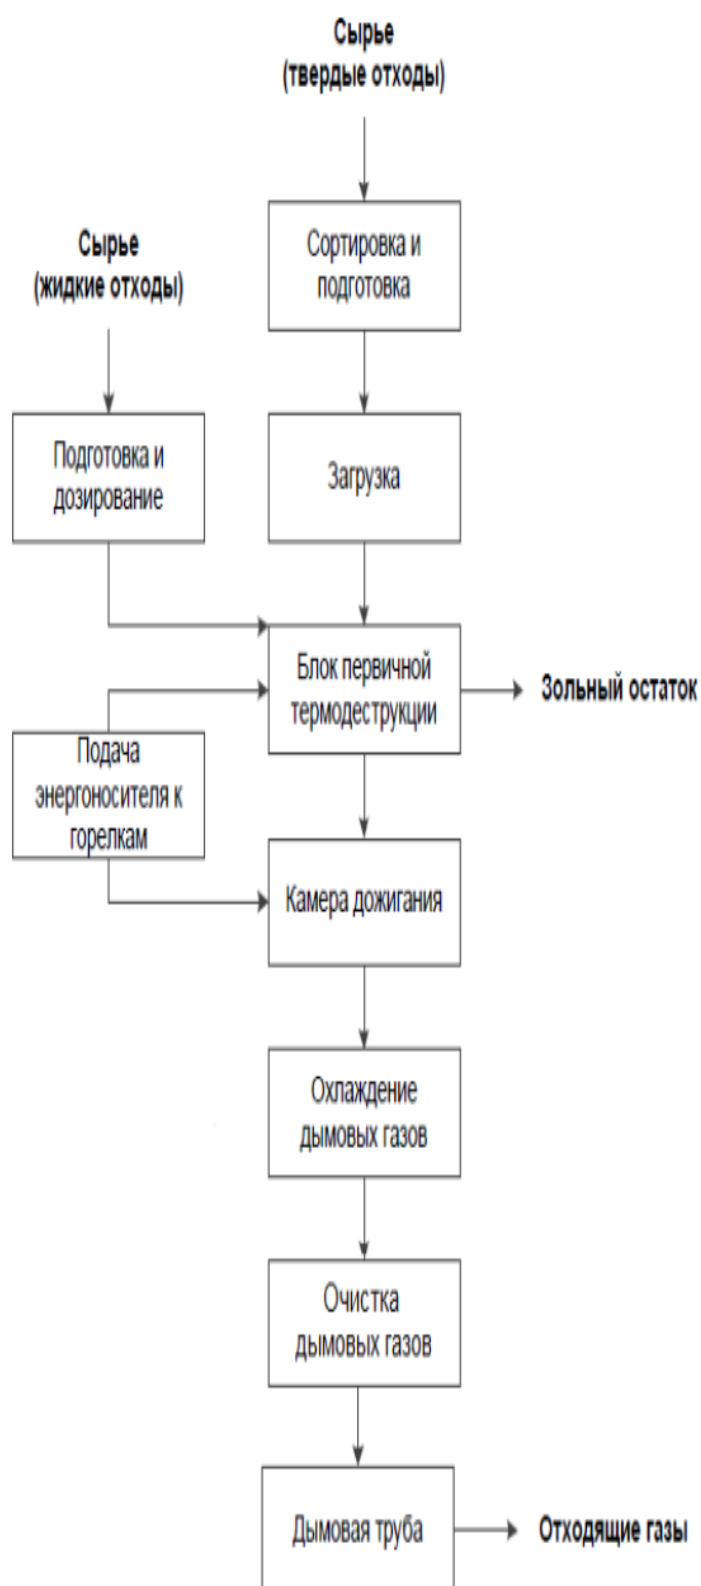 Сырье
(твердые отходы)
Сортировка и
подготовка
Сырье
(жидкие отходы)
Подготовка и
дозирование
Загрузка
Блок первичной
термодеструкции
Зольный остаток
Подача
энергоносителя к
горелкам
Камера дожигания
Охлаждение
дымовых газов
Очистка
дымовых газов
Дымовая труба
Отходящие газы